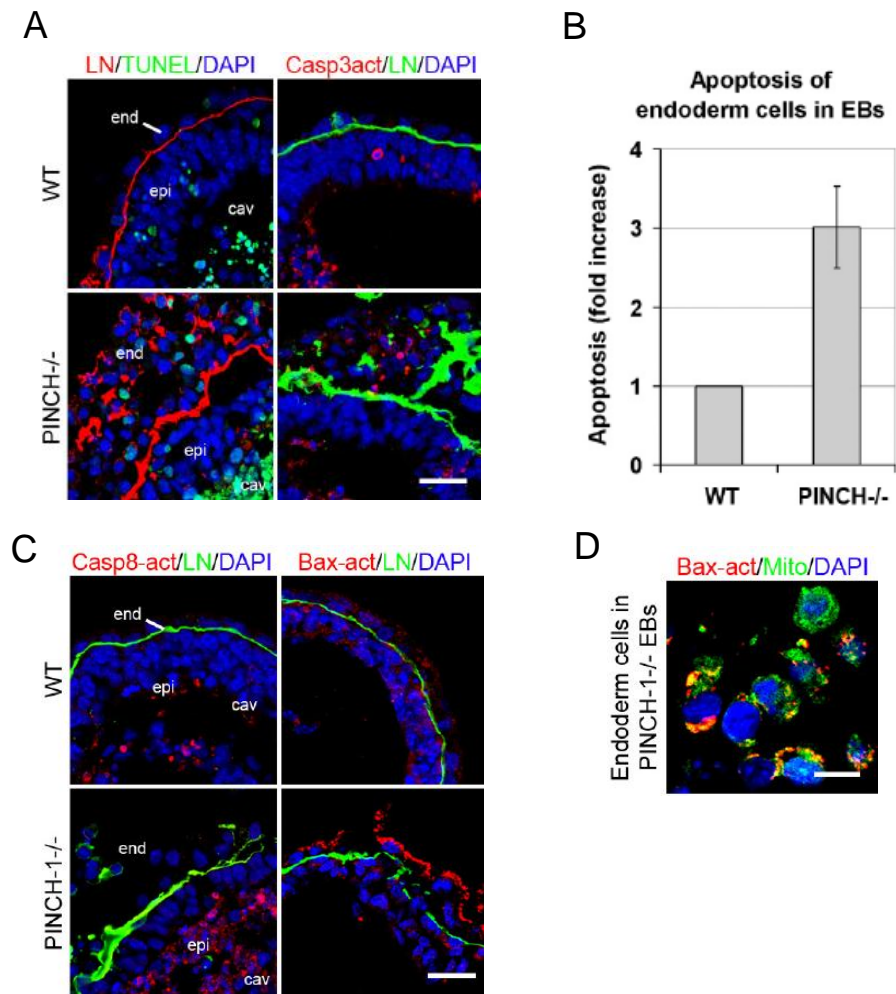 A
LN/TUNEL/DAPI
Casp3act/LN/DAPI
WT
end
epi
cav
PINCH-/-
end
epi
cav
B
Apoptosis of
endoderm cells in EBs
Apoptosis (fold increase)
4
3
2
1
0
WT
PINCH-/-
C
Casp8-act/LN/DAPI
Bax-act/LN/DAPI
WT
end
epi
cav
PINCH-1-/-
end
epi
cav
D
Bax-act/Mito/DAPI
Endoderm cells in
PINCH-1-/- EBs